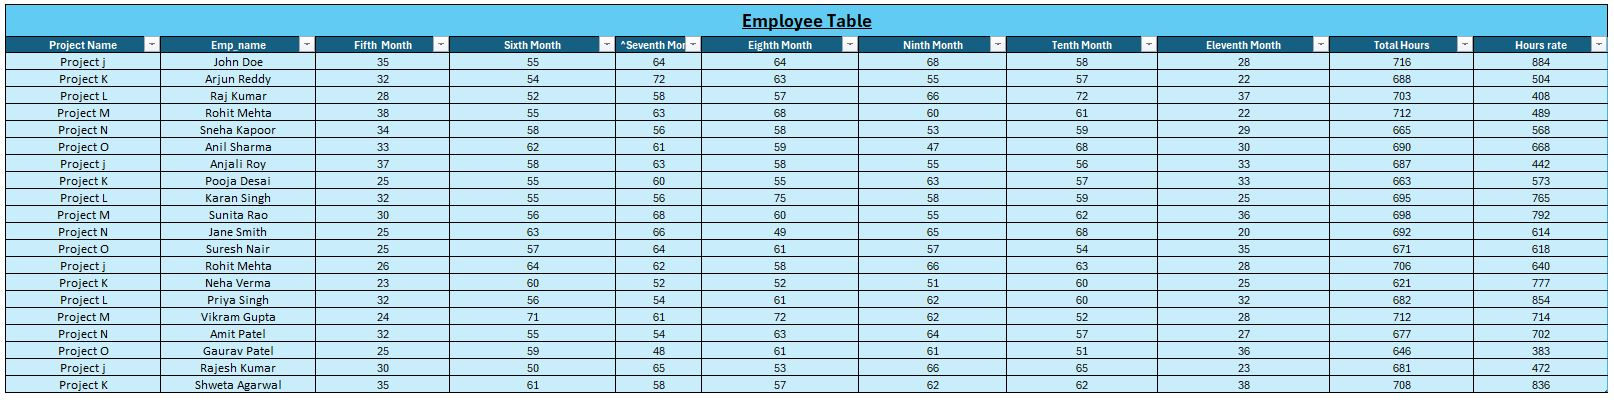 Employee Table
Project Name Emp_name Fifth Month Sixth Month ^Seventh Mor Eighth Month Ninth Month Tenth Month Eleventh Month Total Hours Hours rate
Project j John Doe 35 55 64 64 68 58 28 716 884
Project K Arjun Reddy 32 54 72 63 55 57 22 688 504
Project L Raj Kumar 28 52 58 57 66 72 37 703 408
Project M Rohit Mehta 38 55 63 68 60 61 22 712 489
Project N Sneha Kapoor 34 58 56 58 53 59 29 665 568
Project O Anil Sharma 33 62 61 59 47 68 30 690 668
Project j Anjali Roy 37 58 63 58 55 56 33 687 442
Project K Pooja Desai 25 55 60 55 63 57 33 663 573
Project L Karan Singh 32 55 56 75 58 59 25 695 765
Project M Sunita Rao 30 56 68 60 55 62 36 698 792
Project N Jane Smith 25 63 66 49 65 68 20 692 614
Project O Suresh Nair 25 57 64 61 57 54 35 671 618
Project j Rohit Mehta 26 64 62 58 66 63 28 706 640
Project K Neha Verma 23 60 52 52 51 60 25 621 777
Project L Priya Singh 32 56 54 61 62 60 32 682 854
Project M Vikram Gupta 24 71 61 72 62 52 28 712 714
Project N Amit Patel 32 55 54 63 64 57 27 677 702
Project O Gaurav Patel 25 59 48 61 61 51 36 646 383
Project j Rajesh Kumar 30 50 65 53 66 65 23 681 472
Project K Shweta Agarwal 35 61 58 57 62 62 38 708 836